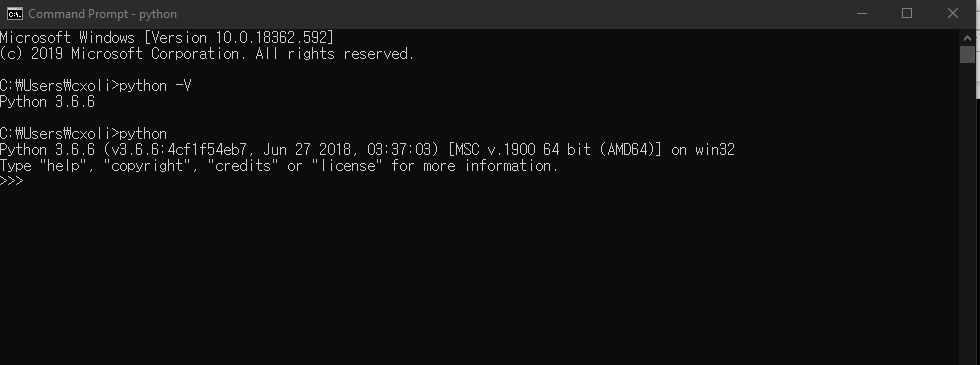 Command Prompt - python
Microsoft Windows [Version 10.0.18362.592]
(c) 2019 Microsoft Corporation. All rights reserved.
C:₩Users₩cxoli>python -V
Python 3.6.6
C:₩Users₩cxoli>python
Python 3.6.6 (v3.6.6:4cf1f54eb7, Jun 27 2018, 03:37:03) [MSC v.1900 64 bit (AMD64)] on win32
Type "help", "copyright", "credits" or "license" for more information.
>>>